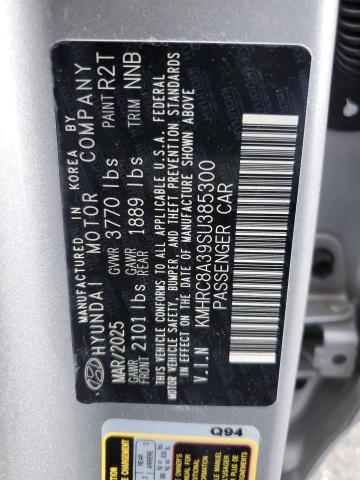 MANUFACTURED IN KOREA BY
HYUNDAI MOTOR COMPANY
MAR/2025 GVWR 3770 lbs PAINT R2T
GAWR FRONT 2101 lbs GAWR REAR 1889 lbs TRIM NNB
THIS VEHICLE CONFORMS TO ALL APPLICABLE U.S.A. FEDERAL
MOTOR VEHICLE SAFETY, BUMPER, AND THEFT PREVENTION STANDARDS
IN EFFECT ON THE DATE OF MANUFACTURE SHOWN ABOVE
V.I.N KMHRC8A39SU385300
PASSENGER CAR
Q94